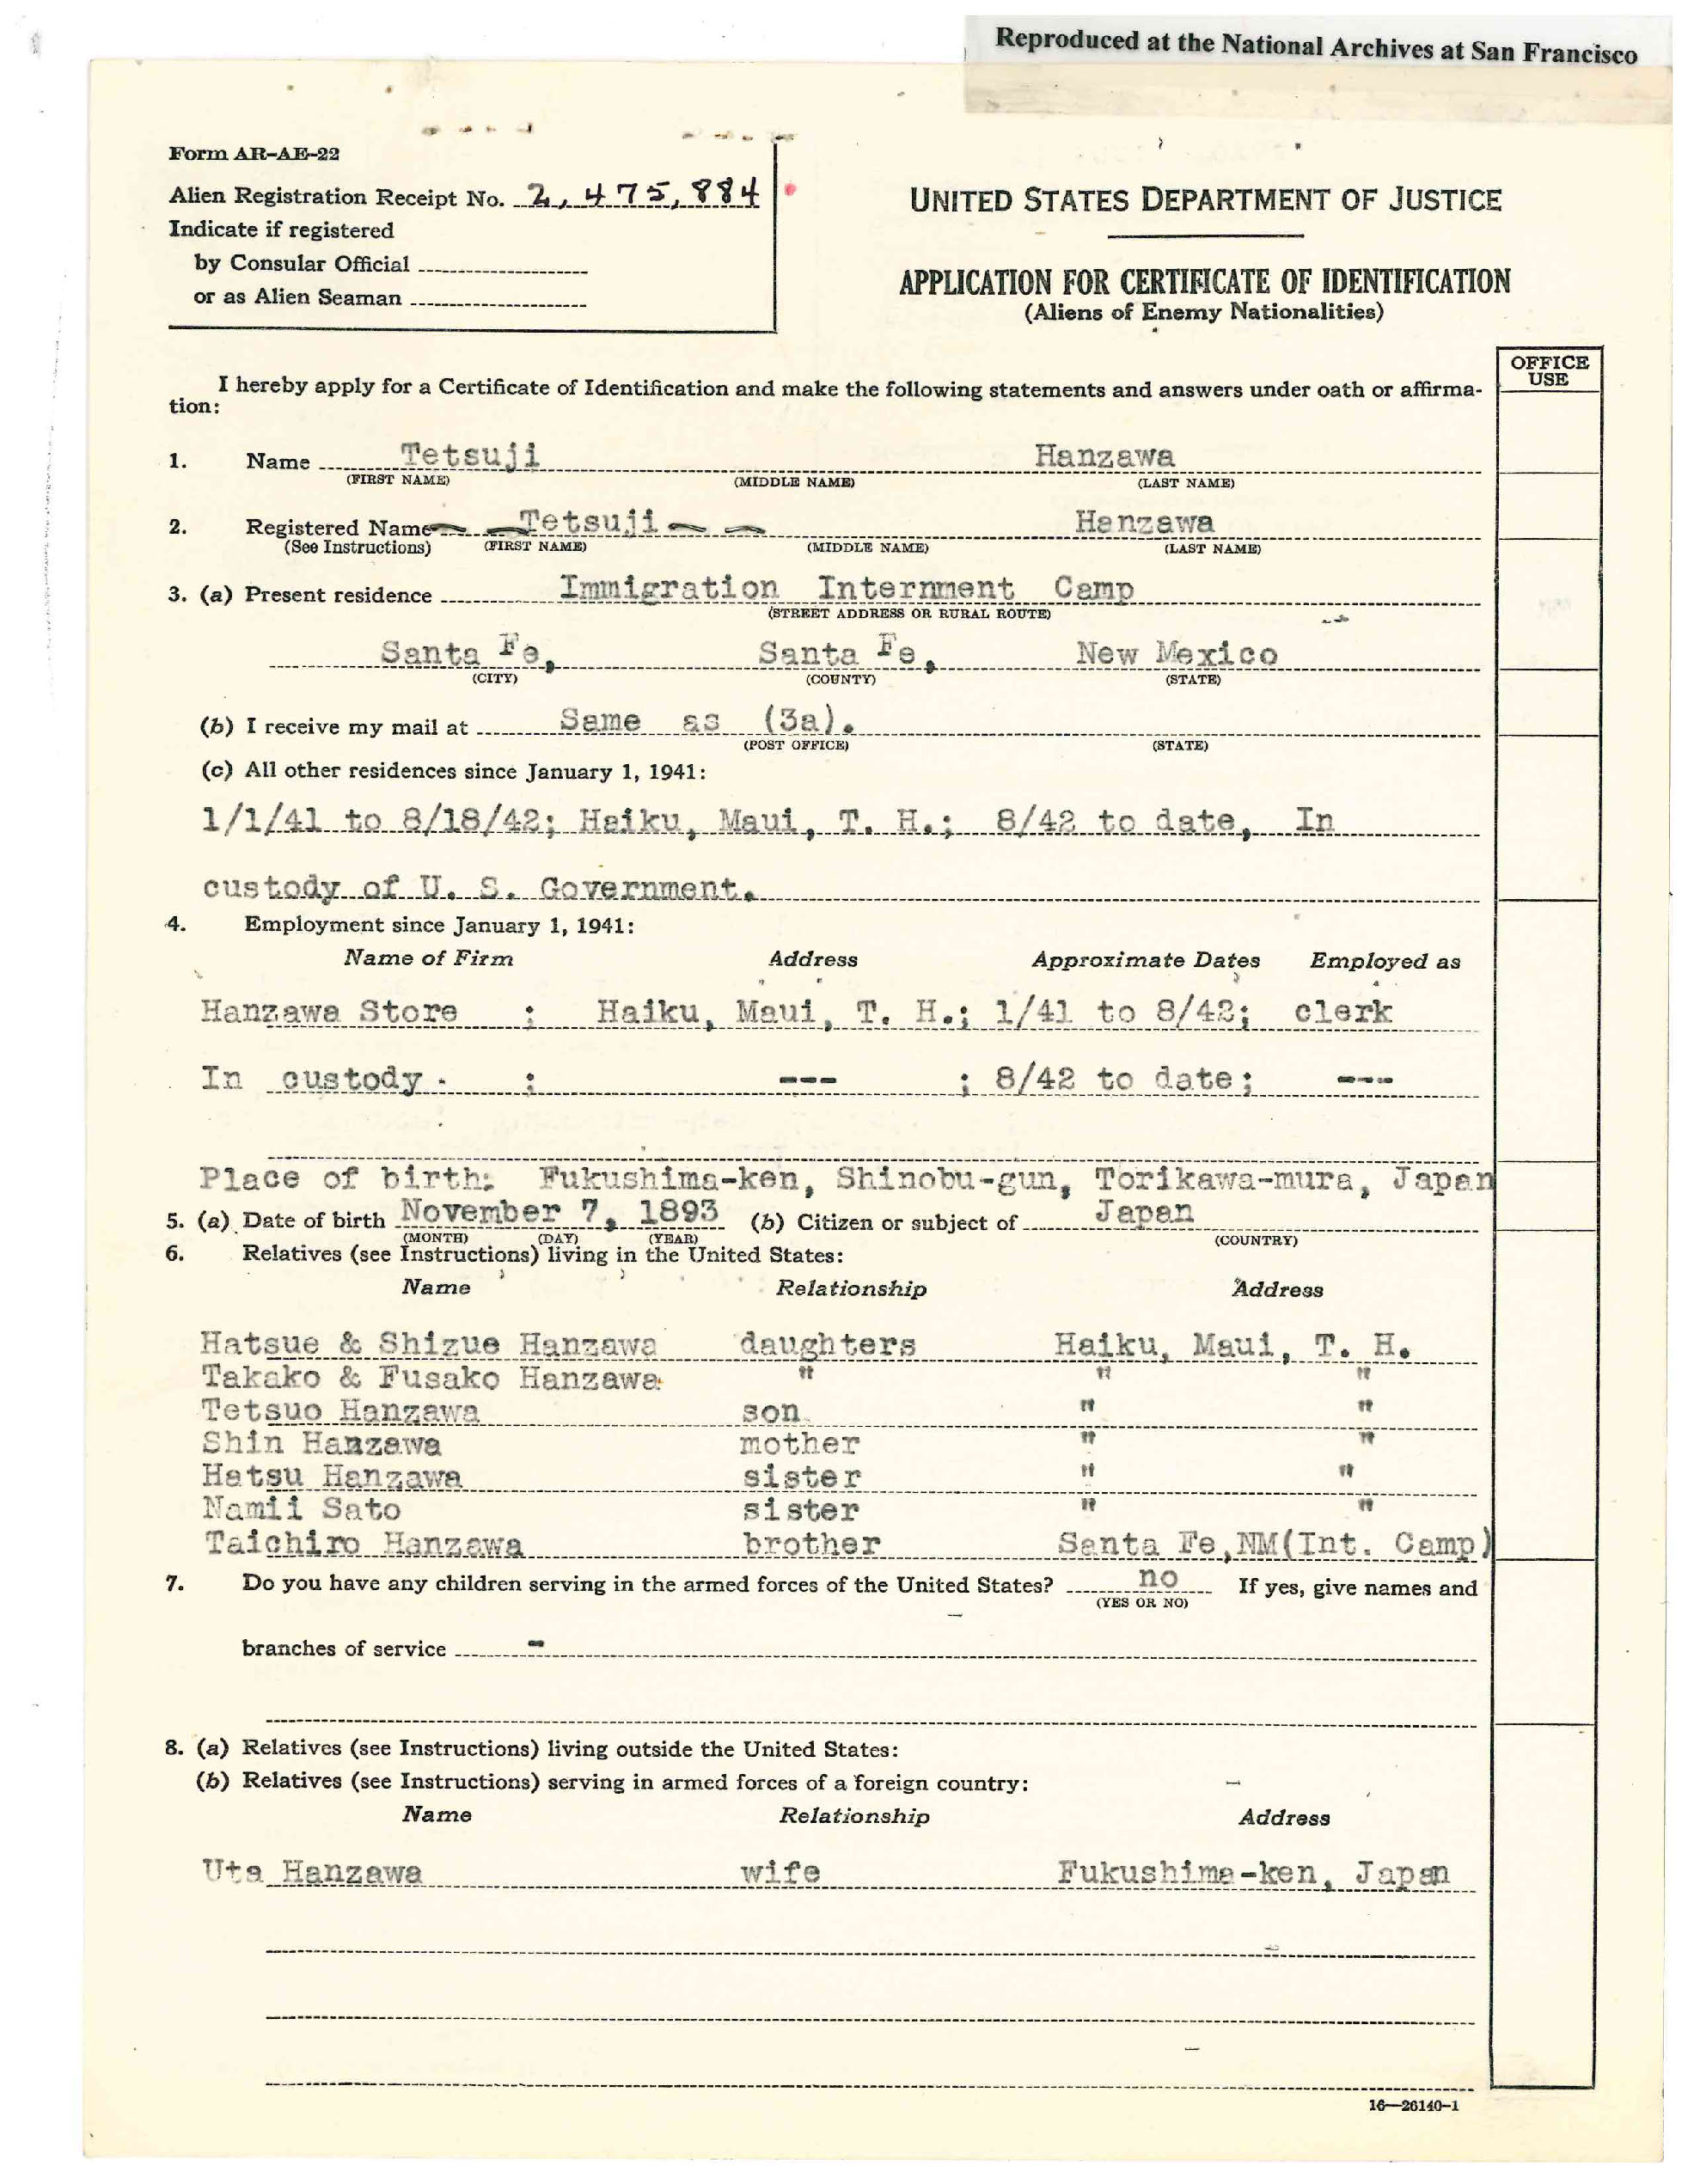 Reproduced at the National Archives at San Francisco
Form AR–AE–22
Alien Registration Receipt No. 2,475,884
Indicate if registered
by Consular Official
or as Alien Seaman
UNITED STATES DEPARTMENT OF JUSTICE
APPLICATION FOR CERTIFICATE OF IDENTIFICATION
(Aliens of Enemy Nationalities)
OFFICE
USE
I hereby apply for a Certificate of Identification and make the following statements and answers under oath or affirma-
tion:
1. Name Tetsuji Hanzawa
(FIRST NAME) (MIDDLE NAME) (LAST NAME)
2. Registered Name Tetsuji Hanzawa
(See Instructions) (FIRST NAME) (MIDDLE NAME) (LAST NAME)
3. (a) Present residence Immigration Internment Camp
(STREET ADDRESS OR RURAL ROUTE)
Santa Fe, Santa Fe, New Mexico
(CITY) (COUNTY) (STATE)
(b) I receive my mail at Same as (3a).
(POST OFFICE) (STATE)
(c) All other residences since January 1, 1941:
1/1/41 to 8/18/42; Haiku, Maui, T. H.; 8/42 to date, In
custody of U. S. Government.
4. Employment since January 1, 1941:
Name of Firm Address Approximate Dates Employed as
Hanzawa Store : Haiku, Maui, T. H.; 1/41 to 8/42; clerk
In custody : --- ; 8/42 to date; ---
Place of birth: Fukushima-ken, Shinobu-gun, Torikawa-mura, Japan
5. (a) Date of birth November 7, 1893 (b) Citizen or subject of Japan
(MONTH) (DAY) (YEAR) (COUNTRY)
6. Relatives (see Instructions) living in the United States:
Name Relationship Address
Hatsue & Shizue Hanzawa daughters Haiku, Maui, T. H.
Takako & Fusako Hanzawa " " "
Tetsuo Hanzawa son " "
Shin Hanzawa mother " "
Hatsu Hanzawa sister " "
Namii Sato sister " "
Taichiro Hanzawa brother Santa Fe,NM(Int. Camp)
7. Do you have any children serving in the armed forces of the United States? no If yes, give names and
(YES OR NO)
branches of service -
8. (a) Relatives (see Instructions) living outside the United States:
(b) Relatives (see Instructions) serving in armed forces of a foreign country:
Name Relationship Address
Uta Hanzawa wife Fukushima-ken, Japan
16—26140-1